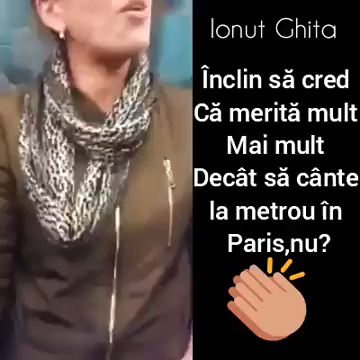 Ionut Ghita
Înclin să cred
Că merită mult
Mai mult
Decât să cânte
la metrou în
Paris,nu?